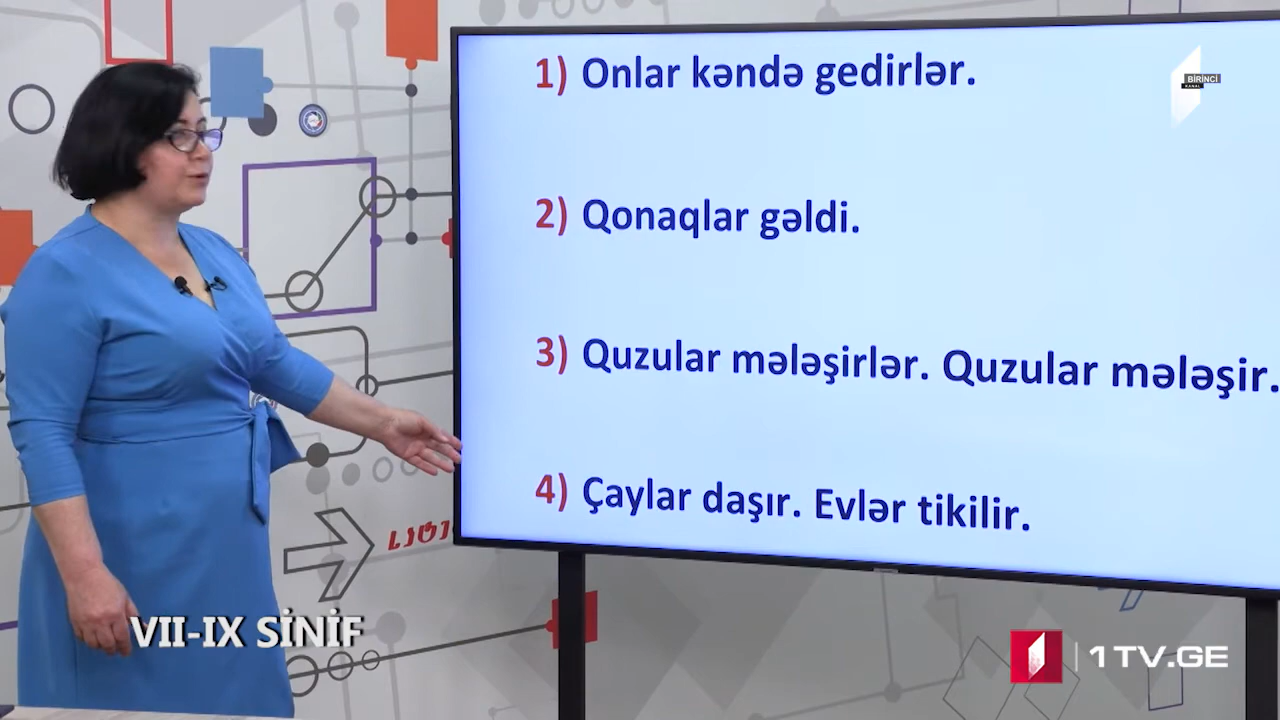 1) Onlar kəndə gedirlər.
BIRINCI
KANAL
2) Qonaqlar gəldi.
3) Quzular mələşirlər. Quzular mələşir.
4) Çaylar daşır. Evlər tikilir.
VII-IX SİNİF
1TV.GE